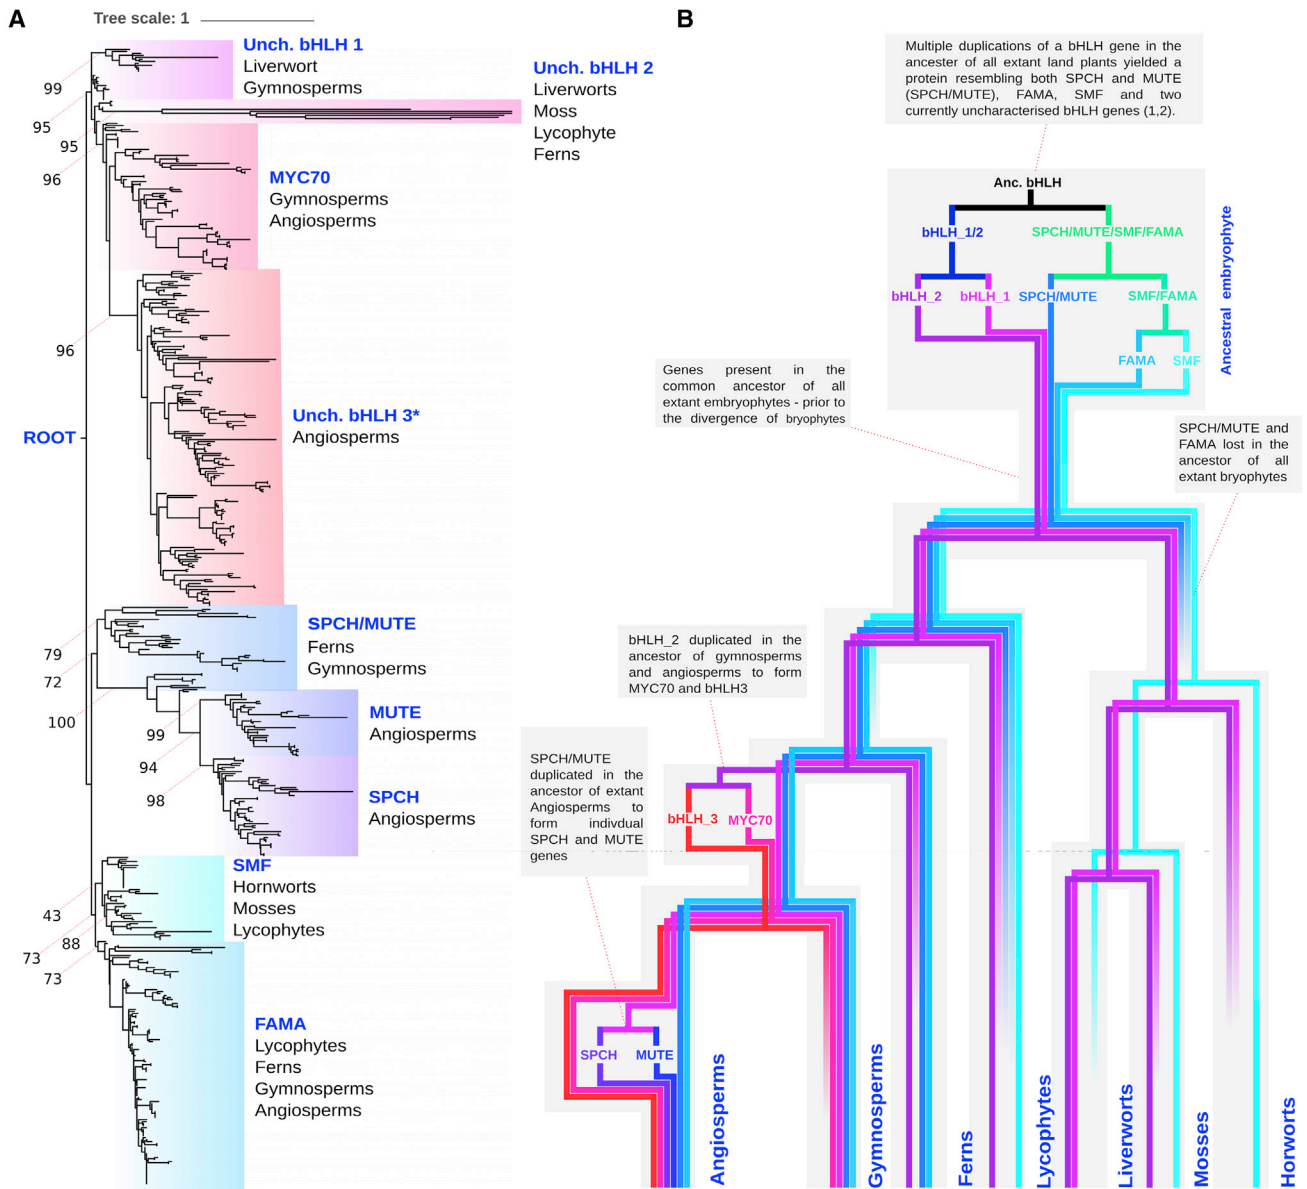 A
Tree scale: 1
Unch. bHLH 1
Liverwort
Gymnosperms
Unch. bHLH 2
Liverworts
Moss
Lycophyte
Ferns
99
95
95
96
MYC70
Gymnosperms
Angiosperms
96
Unch. bHLH 3*
Angiosperms
ROOT
SPCH/MUTE
Ferns
Gymnosperms
79
72
100
MUTE
Angiosperms
99
94
98
SPCH
Angiosperms
SMF
Hornworts
Mosses
Lycophytes
43
88
73
73
FAMA
Lycophytes
Ferns
Gymnosperms
Angiosperms
B
Multiple duplications of a bHLH gene in the
ancestor of all extant land plants yielded a
protein resembling both SPCH and MUTE
(SPCH/MUTE), FAMA, SMF and two
currently uncharacterised bHLH genes (1,2).
Anc. bHLH
bHLH_1/2
SPCH/MUTE/SMF/FAMA
bHLH_2
bHLH_1
SPCH/MUTE
SMF/FAMA
FAMA
SMF
Ancestral embryophyte
Genes present in the
common ancestor of all
extant embryophytes - prior to
the divergence of bryophytes
SPCH/MUTE and
FAMA lost in the
ancestor of all
extant bryophytes
bHLH_2 duplicated in the
ancestor of gymnosperms
and angiosperms to form
MYC70 and bHLH3
SPCH/MUTE
duplicated in the
ancestor of extant
Angiosperms to
form indivdual
SPCH and MUTE
genes
bHLH_3
MYC70
SPCH
MUTE
Angiosperms
Gymnosperms
Ferns
Lycophytes
Liverworts
Mosses
Horworts